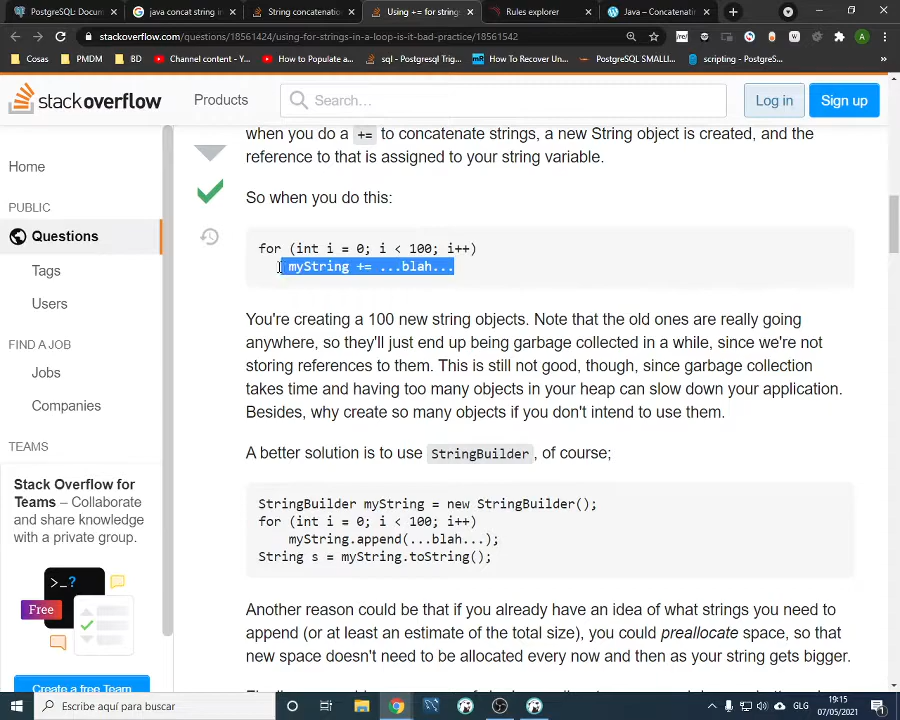 PostgreSQL: Document
java concat string in
String concatenation
Using += for strings
Rules explorer
Java – Concatenatin
stackoverflow.com/questions/18561424/using-for-strings-in-a-loop-is-it-bad-practice/18561542
Cosas
PMDM
BD
Channel content - Y...
How to Populate a...
sql - Postgresql Trig...
How To Recover Un...
PostgreSQL SMALLI...
scripting - PostgreS...
stackoverflow
Products
Search...
Log in
Sign up
Home
PUBLIC
Questions
Tags
Users
FIND A JOB
Jobs
Companies
TEAMS
Stack Overflow for
Teams – Collaborate
and share knowledge
with a private group.
>_?
Free
Create a free Team
when you do a += to concatenate strings, a new String object is created, and the
reference to that is assigned to your string variable.
So when you do this:
for (int i = 0; i < 100; i++)
myString += ...blah...
You're creating a 100 new string objects. Note that the old ones are really going
anywhere, so they'll just end up being garbage collected in a while, since we're not
storing references to them. This is still not good, though, since garbage collection
takes time and having too many objects in your heap can slow down your application.
Besides, why create so many objects if you don't intend to use them.
A better solution is to use StringBuilder, of course;
StringBuilder myString = new StringBuilder();
for (int i = 0; i < 100; i++)
myString.append(...blah...);
String s = myString.toString();
Another reason could be that if you already have an idea of what strings you need to
append (or at least an estimate of the total size), you could preallocate space, so that
new space doesn't need to be allocated every now and then as your string gets bigger.
Escribe aquí para buscar
GLG
19:15
07/05/2021